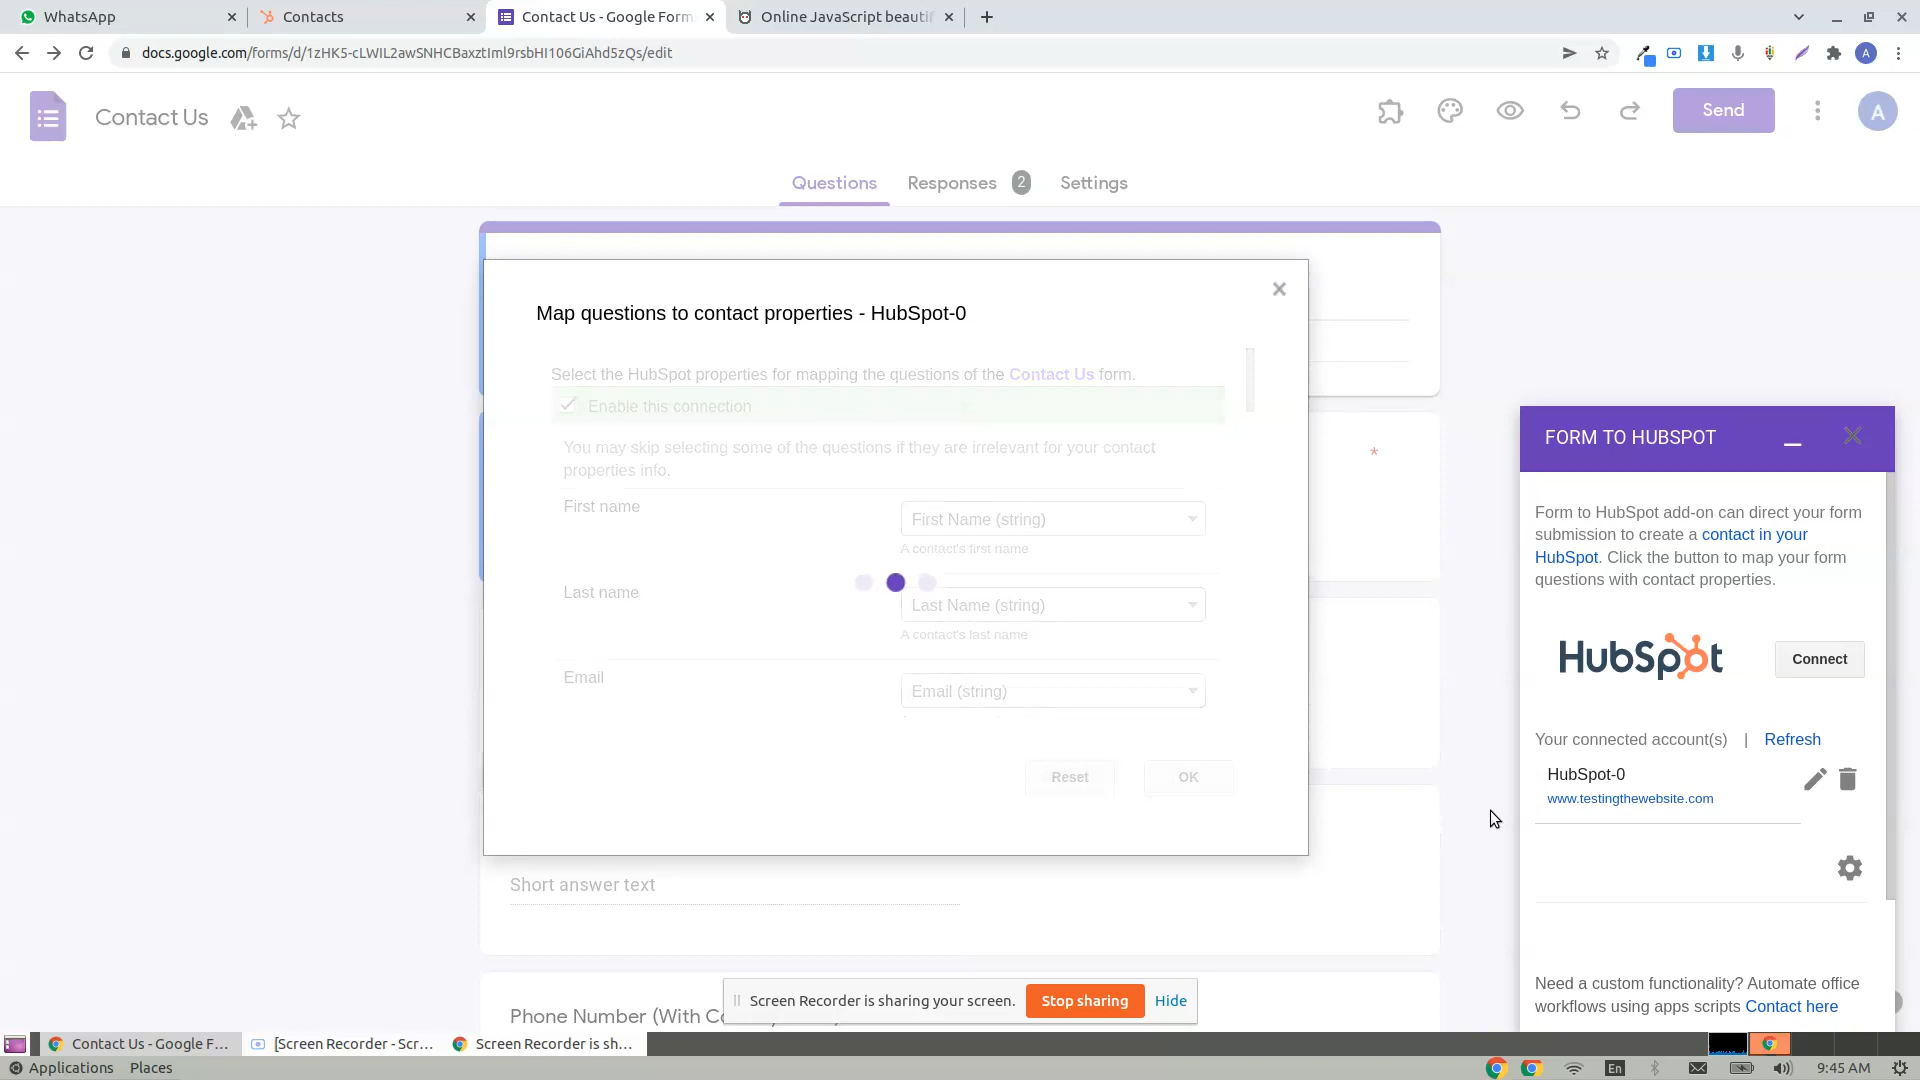 WhatsApp
Contacts
Contact Us - Google Form
Online JavaScript beautif
docs.google.com/forms/d/1zHK5-cLWIL2awSNHCBaxztIml9rsbHI106GiAhd5zQs/edit
A
Contact Us
Send
A
Questions
Responses 2
Settings
Map questions to contact properties - HubSpot-0
Select the HubSpot properties for mapping the questions of the Contact Us form.
Enable this connection
You may skip selecting some of the questions if they are irrelevant for your contact
properties info.
First name
First Name (string)
A contact's first name
Last name
Last Name (string)
A contact's last name
Email
Email (string)
Reset
OK
*
Short answer text
Phone Number (With Co
FORM TO HUBSPOT
Form to HubSpot add-on can direct your form
submission to create a contact in your
HubSpot. Click the button to map your form
questions with contact properties.
HubSpot
Connect
Your connected account(s) | Refresh
HubSpot-0
www.testingthewebsite.com
Need a custom functionality? Automate office
workflows using apps scripts Contact here
Screen Recorder is sharing your screen.
Stop sharing
Hide
Contact Us - Google F...
[Screen Recorder - Scr...
Screen Recorder is sh...
Applications
Places
En
9:45 AM